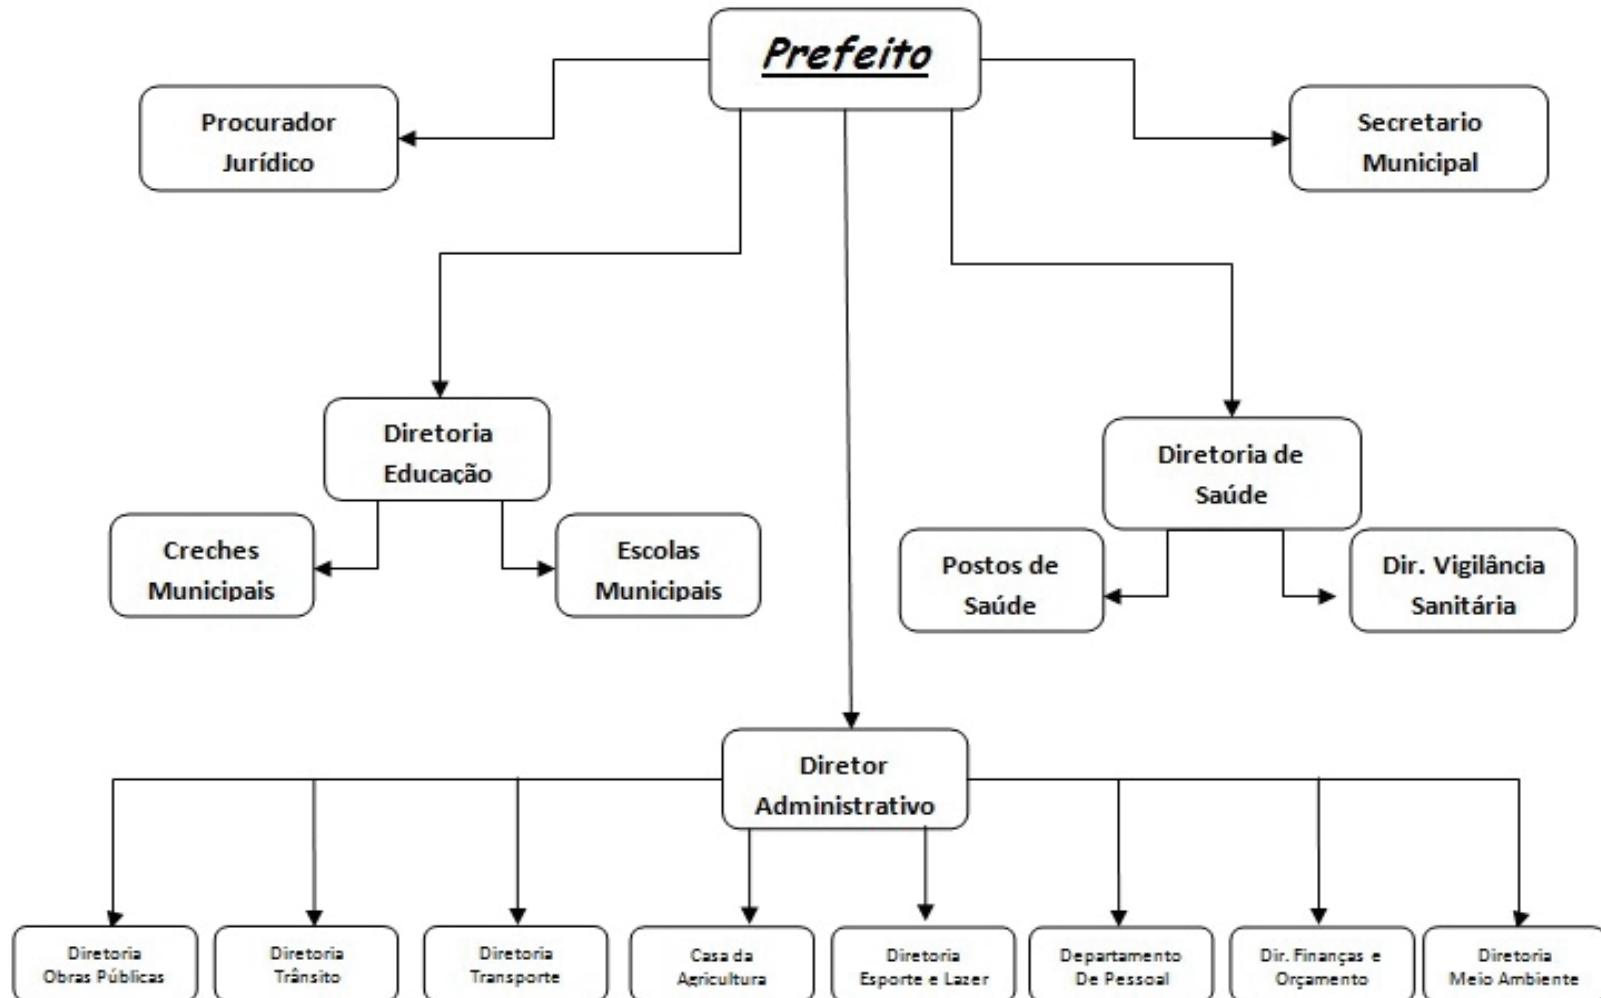 Prefeito
Procurador
Jurídico
Secretario
Municipal
Diretoria
Educação
Diretoria de
Saúde
Creches
Municipais
Escolas
Municipais
Postos de
Saúde
Dir. Vigilância
Sanitária
Diretor
Administrativo
Diretoria
Obras Públicas
Diretoria
Trânsito
Diretoria
Transporte
Casa da
Agricultura
Diretoria
Esporte e Lazer
Departamento
De Pessoal
Dir. Finanças e
Orçamento
Diretoria
Meio Ambiente